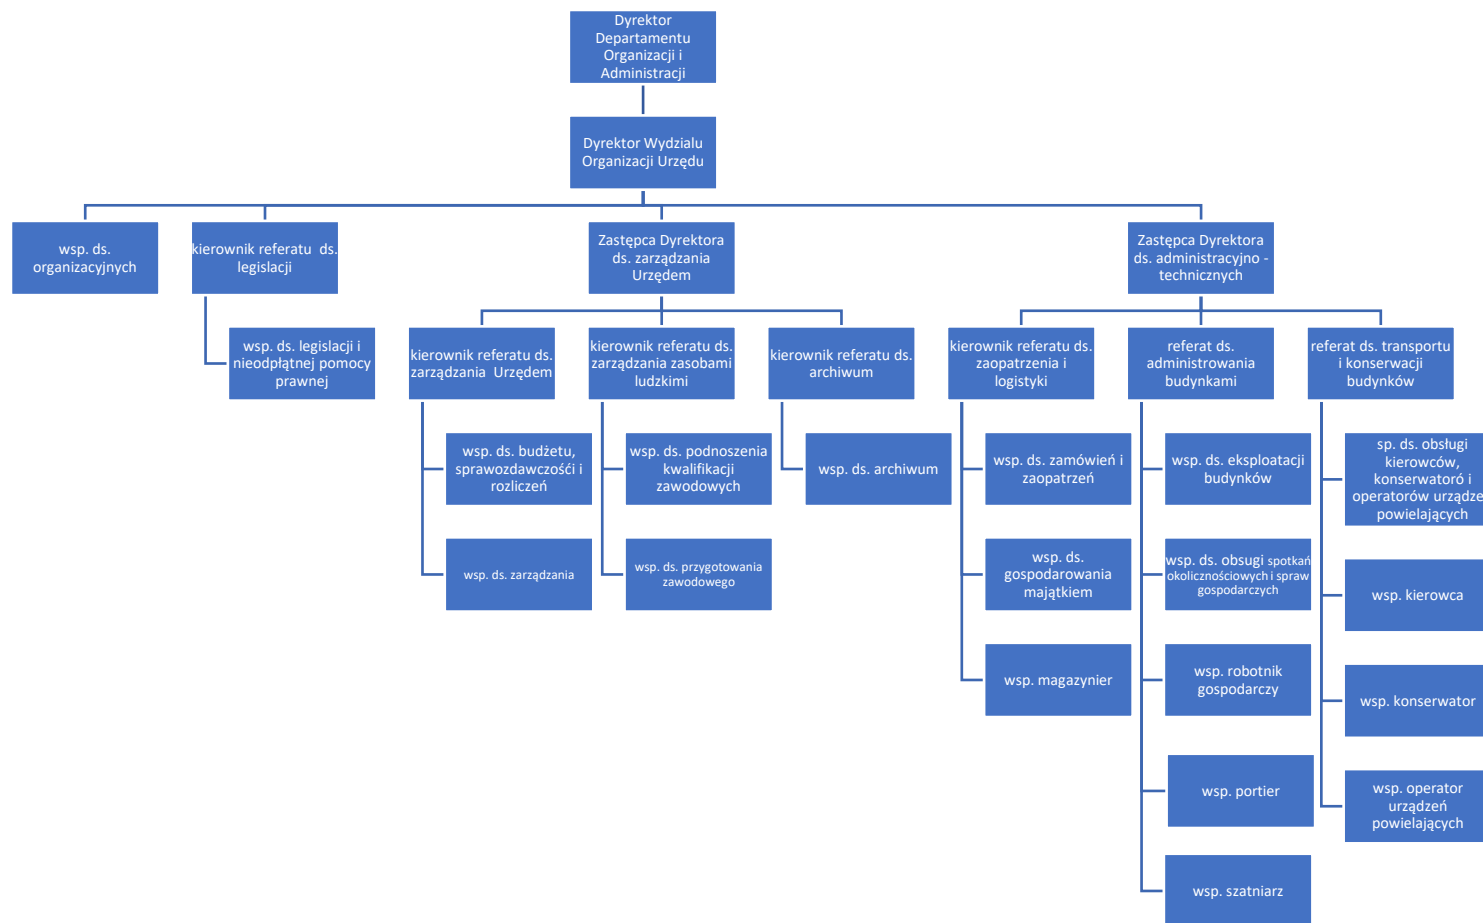 Dyrektor
Departamentu
Organizacji i
Administracji
Dyrektor Wydzialu
Organizacji Urzędu
wsp. ds.
organizacyjnych
kierownik referatu ds.
legislacji
Zastępca Dyrektora
ds. zarządzania
Urzędem
Zastępca Dyrektora
ds. administracyjno -
technicznych
wsp. ds. legislacji i
nieodpłątnej pomocy
prawnej
kierownik referatu ds.
zarządzania Urzędem
kierownik referatu ds.
zarządzania zasobami
ludzkimi
kierownik referatu ds.
archiwum
kierownik referatu ds.
zaopatrzenia i
logistyki
referat ds.
administrowania
budynkami
referat ds. transportu
i konserwacji
budynków
wsp. ds. budżetu,
sprawozdawczośći i
rozliczeń
wsp. ds. podnoszenia
kwalifikacji
zawodowych
wsp. ds. archiwum
wsp. ds. zamówień i
zaopatrzeń
wsp. ds. eksploatacji
budynków
sp. ds. obsługi
kierowców,
konserwatoró i
operatorów urządze
powielających
wsp. ds. zarządzania
wsp. ds. przygotowania
zawodowego
wsp. ds.
gospodarowania
majątkiem
wsp. ds. obsugi spotkań
okolicznościowych i spraw
gospodarczych
wsp. kierowca
wsp. magazynier
wsp. robotnik
gospodarczy
wsp. konserwator
wsp. portier
wsp. operator
urządzeń
powielających
wsp. szatniarz